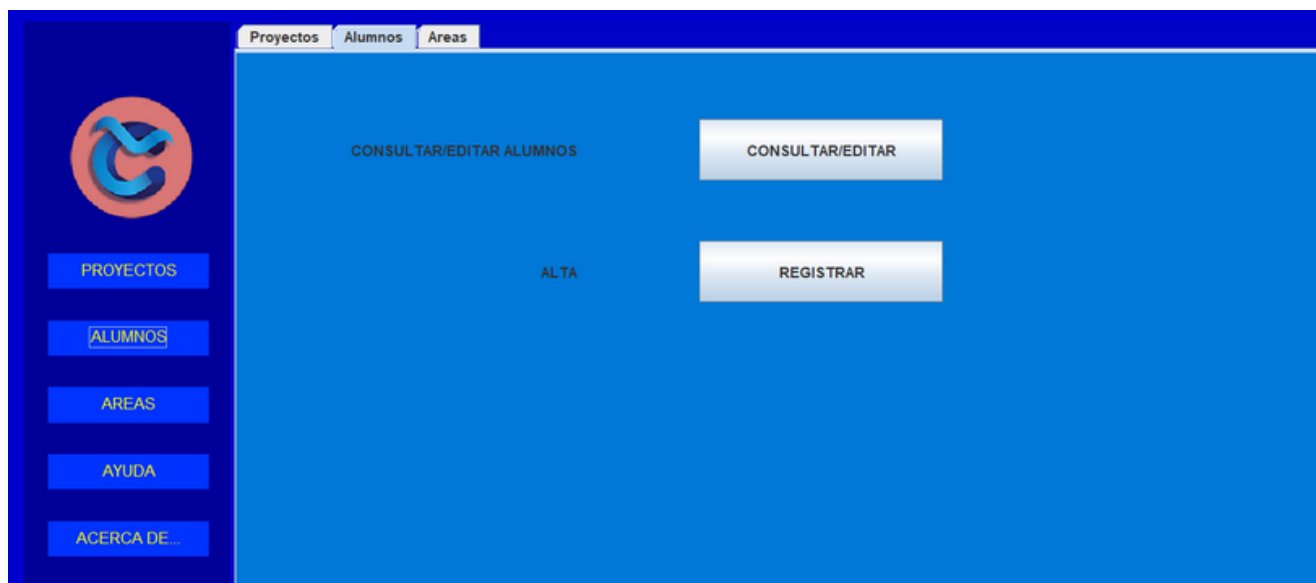 Proyectos Alumnos Areas
CONSULTAR/EDITAR ALUMNOS CONSULTAR/EDITAR
ALTA REGISTRAR
PROYECTOS
ALUMNOS
AREAS
AYUDA
ACERCA DE...